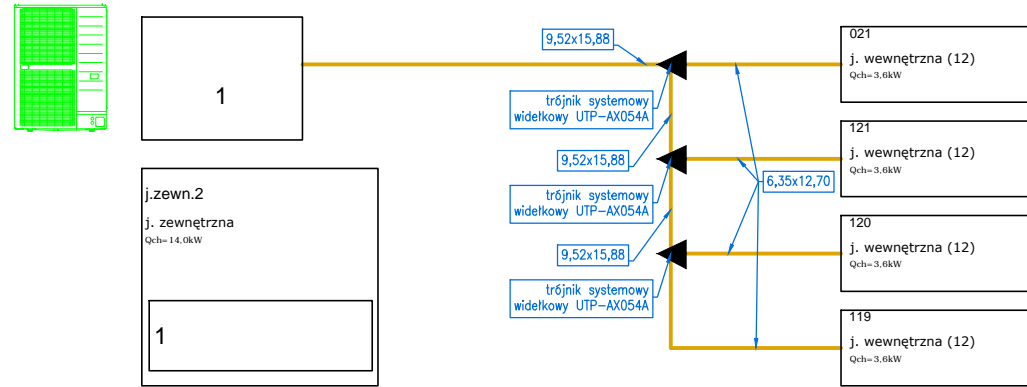 1
j.zewn.2
j. zewnętrzna
Qch=14,0kW
1
9,52x15,88
trójnik systemowy
widełkowy UTP-AX054A
9,52x15,88
trójnik systemowy
widełkowy UTP-AX054A
9,52x15,88
trójnik systemowy
widełkowy UTP-AX054A
6,35x12,70
021
j. wewnętrzna (12)
Qch=3,6kW
121
j. wewnętrzna (12)
Qch=3,6kW
120
j. wewnętrzna (12)
Qch=3,6kW
119
j. wewnętrzna (12)
Qch=3,6kW